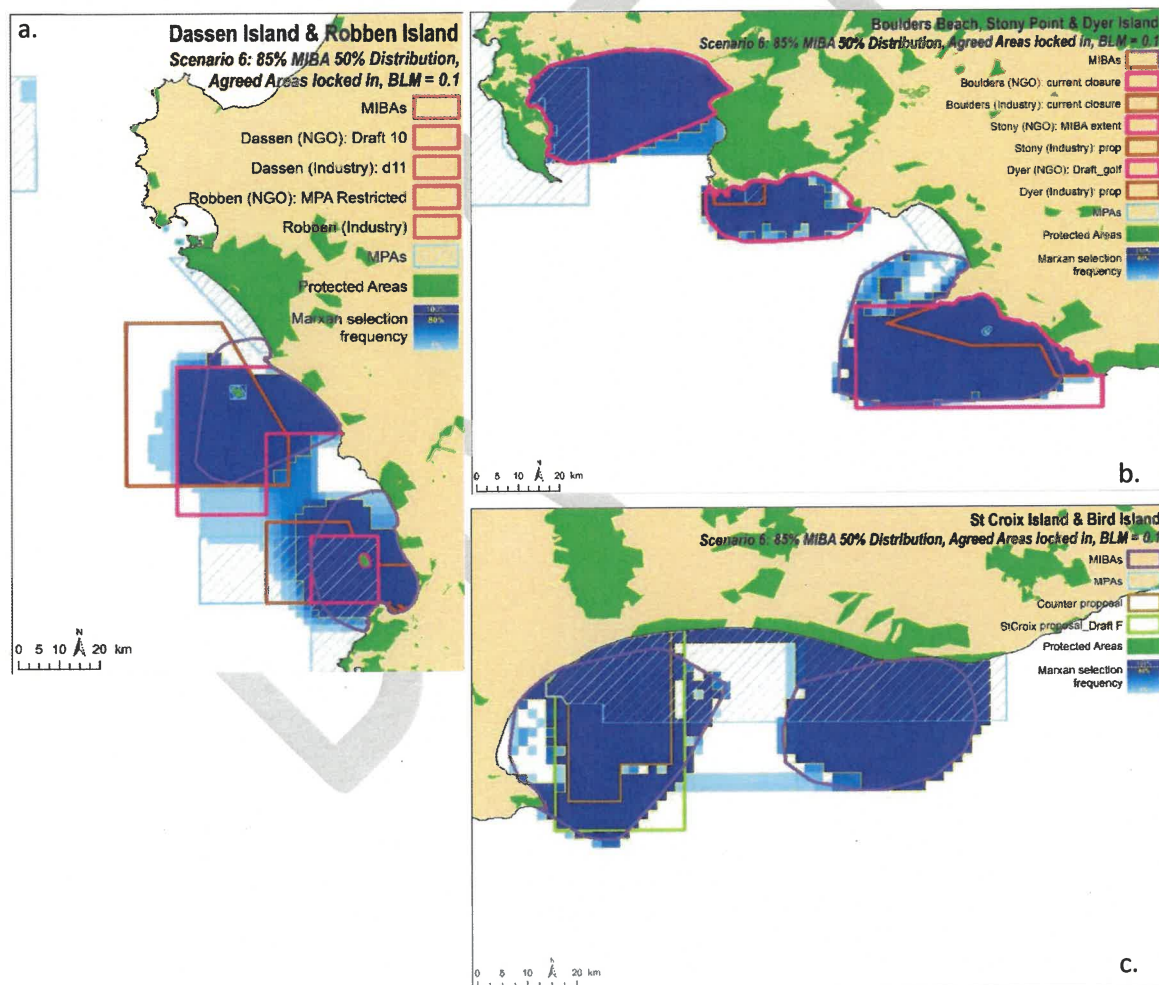 a.
Dassen Island & Robben Island
Scenario 6: 85% MIBA 50% Distribution,
Agreed Areas locked in, BLM = 0.1
MIBAs
Dassen (NGO): Draft 10
Dassen (Industry): d11
Robben (NGO): MPA Restricted
Robben (Industry)
MPAs
Protected Areas
Marxan selection
frequency
100%
80%
N
0 5 10 20 km
Boulders Beach, Stony Point & Dyer Island
Scenario 6: 85% MIBA 50% Distribution, Agreed Areas locked in, BLM = 0.1
MIBAs
Boulders (NGO): current closure
Boulders (Industry): current closure
Stony (NGO): MIBA extent
Stony (Industry): prop
Dyer (NGO): Draft_golf
Dyer (Industry): prop
MPAs
Protected Areas
Marxan selection
frequency
N
0 5 10 20 km
b.
St Croix Island & Bird Island
Scenario 6: 85% MIBA 50% Distribution, Agreed Areas locked in, BLM = 0.1
MIBAs
MPAs
Counter proposal
StCroix proposal_Draft F
Protected Areas
Marxan selection
frequency
N
0 5 10 20 km
c.